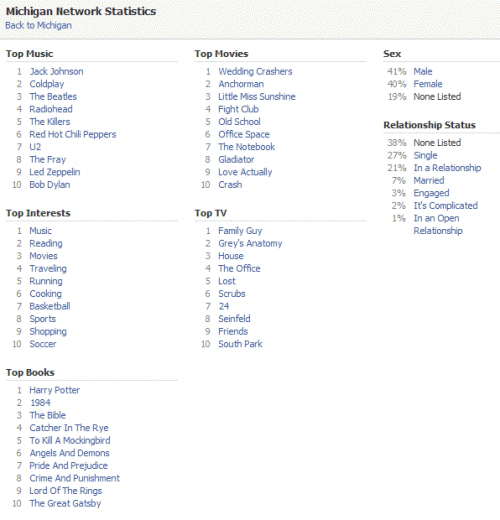 Michigan Network Statistics
Back to Michigan
Top Music
1 Jack Johnson
2 Coldplay
3 The Beatles
4 Radiohead
5 The Killers
6 Red Hot Chili Peppers
7 U2
8 The Fray
9 Led Zeppelin
10 Bob Dylan
Top Movies
1 Wedding Crashers
2 Anchorman
3 Little Miss Sunshine
4 Fight Club
5 Old School
6 Office Space
7 The Notebook
8 Gladiator
9 Love Actually
10 Crash
Sex
41% Male
40% Female
19% None Listed
Relationship Status
38% None Listed
27% Single
21% In a Relationship
7% Married
3% Engaged
2% It's Complicated
1% In an Open
Relationship
Top Interests
1 Music
2 Reading
3 Movies
4 Traveling
5 Running
6 Cooking
7 Basketball
8 Sports
9 Shopping
10 Soccer
Top TV
1 Family Guy
2 Grey's Anatomy
3 House
4 The Office
5 Lost
6 Scrubs
7 24
8 Seinfeld
9 Friends
10 South Park
Top Books
1 Harry Potter
2 1984
3 The Bible
4 Catcher In The Rye
5 To Kill A Mockingbird
6 Angels And Demons
7 Pride And Prejudice
8 Crime And Punishment
9 Lord Of The Rings
10 The Great Gatsby